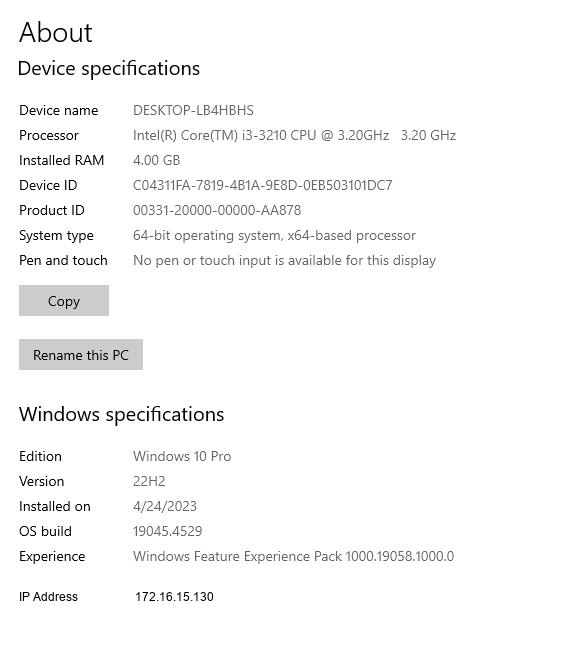 About
Device specifications
Device name DESKTOP-LB4HBHS
Processor Intel(R) Core(TM) i3-3210 CPU @ 3.20GHz 3.20 GHz
Installed RAM 4.00 GB
Device ID C04311FA-7819-4B1A-9E8D-0EB503101DC7
Product ID 00331-20000-00000-AA878
System type 64-bit operating system, x64-based processor
Pen and touch No pen or touch input is available for this display
Copy
Rename this PC
Windows specifications
Edition Windows 10 Pro
Version 22H2
Installed on 4/24/2023
OS build 19045.4529
Experience Windows Feature Experience Pack 1000.19058.1000.0
IP Address 172.16.15.130